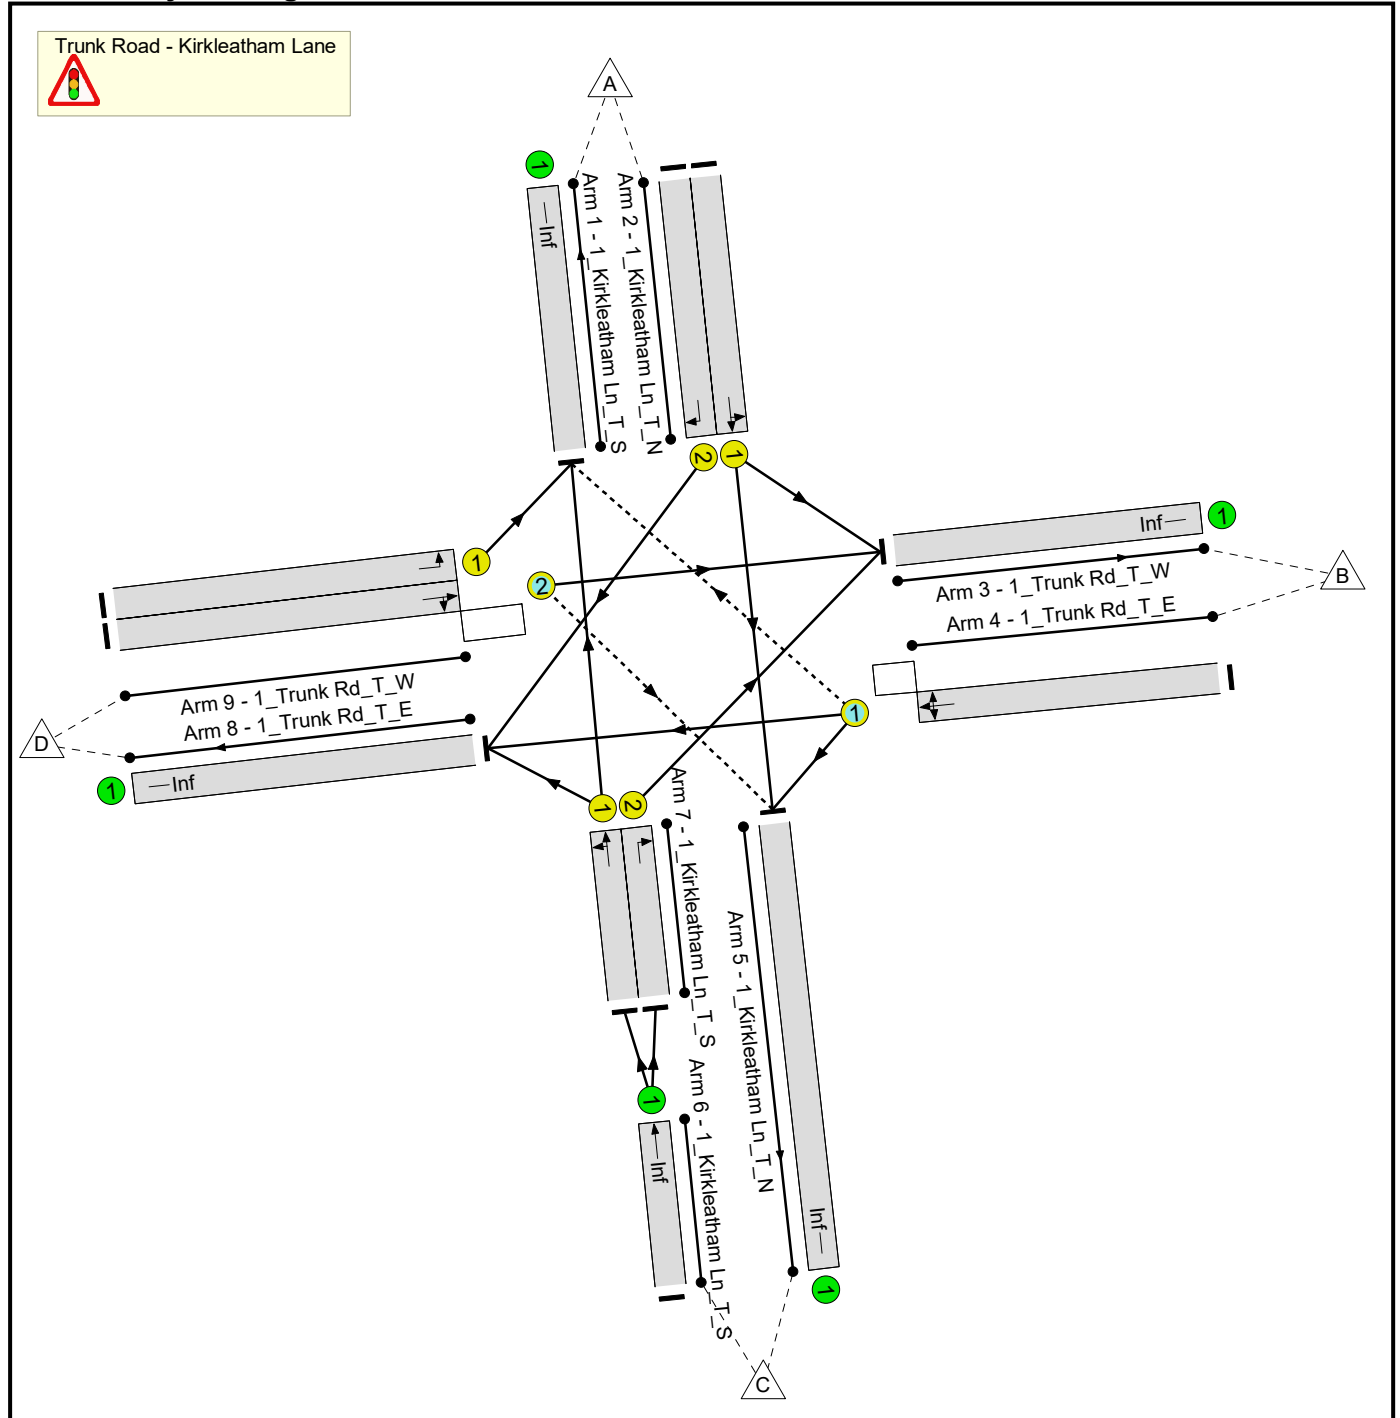 Trunk Road - Kirkleatham Lane
A
1
Arm 1 - 1_Kirkleatham Ln_T_S
Arm 2 - 1_Kirkleatham Ln_T_N
Inf
2
1
1
Inf
1
Arm 3 - 1_Trunk Rd_T_W
B
Arm 4 - 1_Trunk Rd_T_E
2
Arm 9 - 1_Trunk Rd_T_W
Arm 8 - 1_Trunk Rd_T_E
D
1
1
Inf
1
2
Arm 7 - 1_Kirkleatham Ln_T_S
Arm 5 - 1_Kirkleatham Ln_T_N
1
Arm 6 - 1_Kirkleatham Ln_T_S
Inf
Inf
1
C